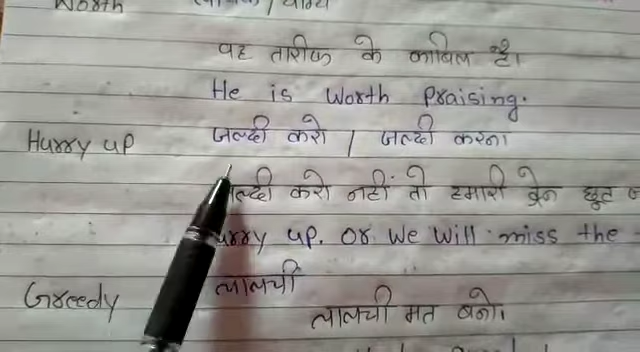 Worth
वह तारीफ के काबिल है।
He is worth Praising.
Hurry up जल्दी करो / जल्दी करना
करो नहीं तो हमारी ट्रेन छूट
up. or we will miss the
Greedy लालची
लालची मत बनो।